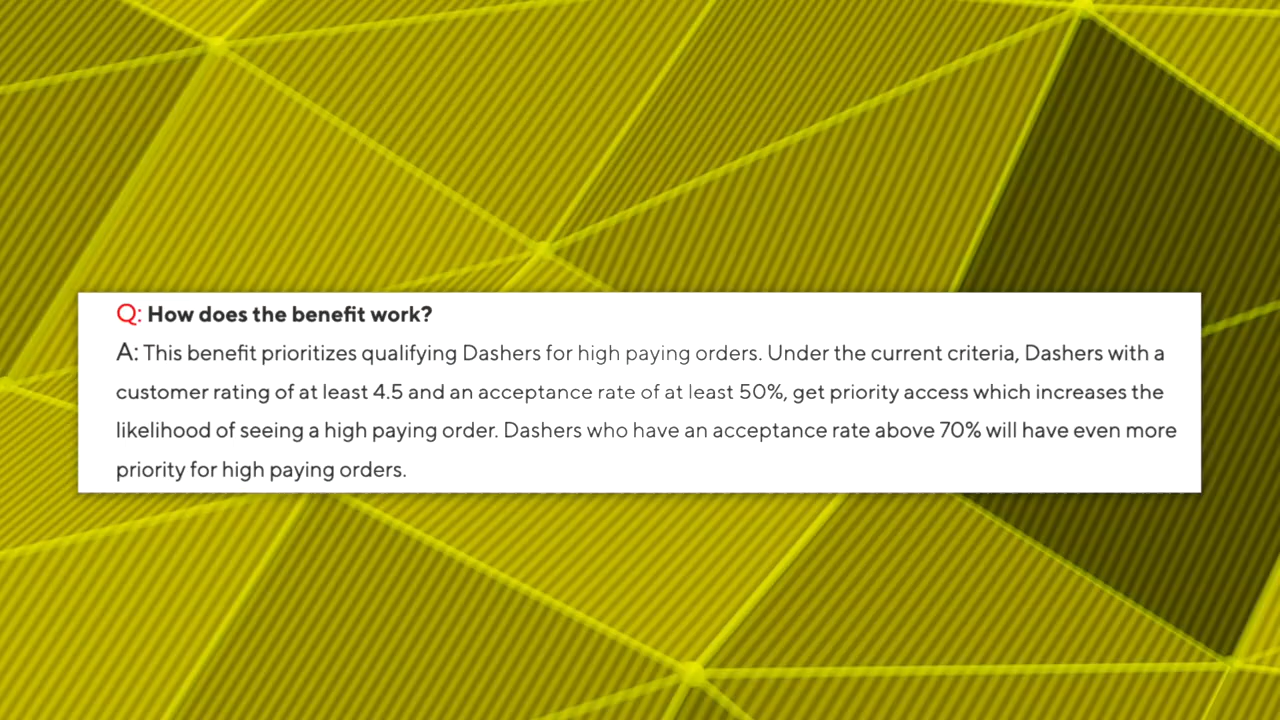 Q: How does the benefit work?
A: This benefit prioritizes qualifying Dashers for high paying orders. Under the current criteria, Dashers with a
customer rating of at least 4.5 and an acceptance rate of at least 50%, get priority access which increases the
likelihood of seeing a high paying order. Dashers who have an acceptance rate above 70% will have even more
priority for high paying orders.